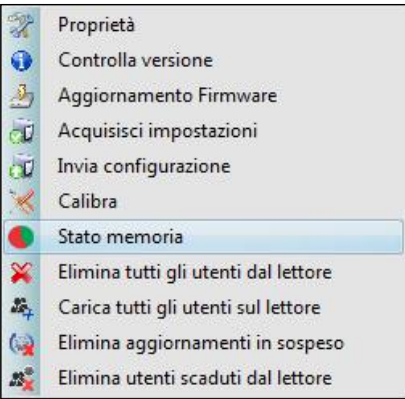 Proprietà
Controlla versione
Aggiornamento Firmware
Acquisisci impostazioni
Invia configurazione
Calibra
Stato memoria
Elimina tutti gli utenti dal lettore
Carica tutti gli utenti sul lettore
Elimina aggiornamenti in sospeso
Elimina utenti scaduti dal lettore